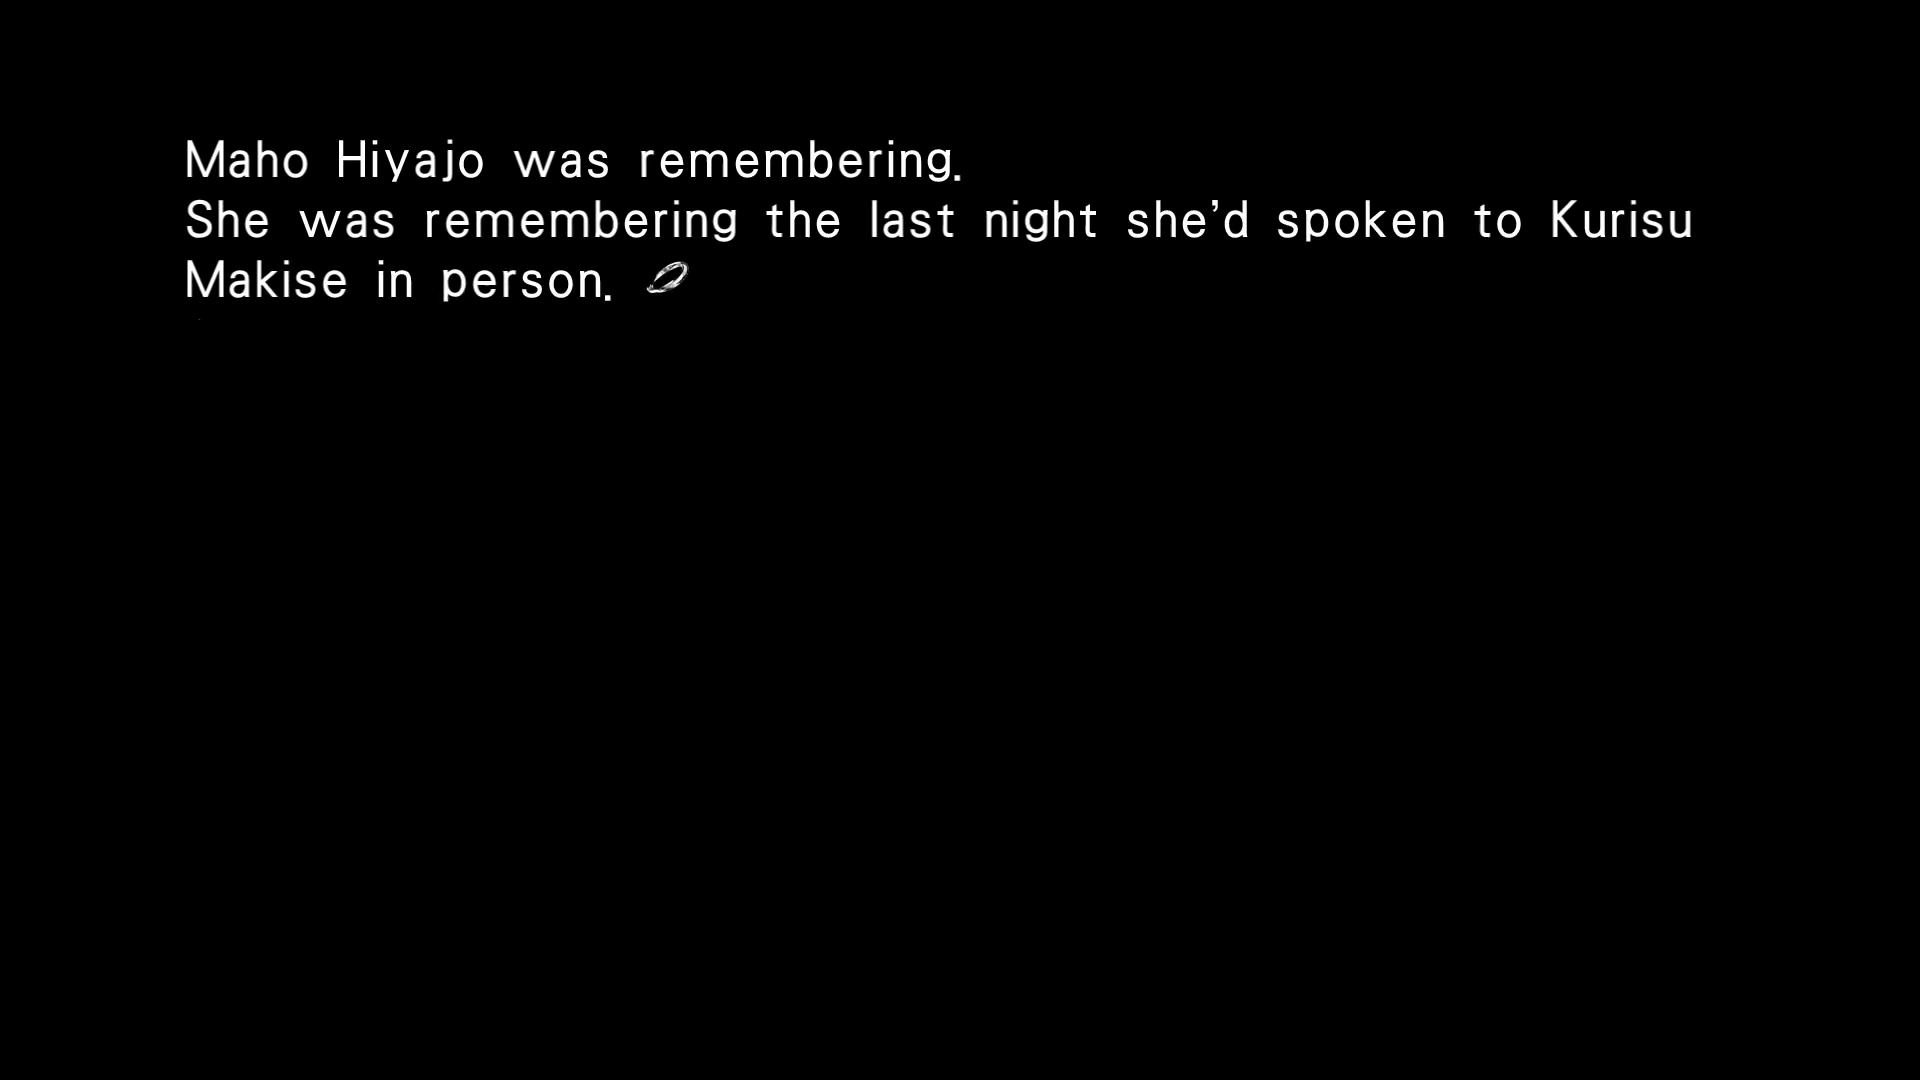 Maho Hiyajo was remembering.
She was remembering the last night she’d spoken to Kurisu
Makise in person.